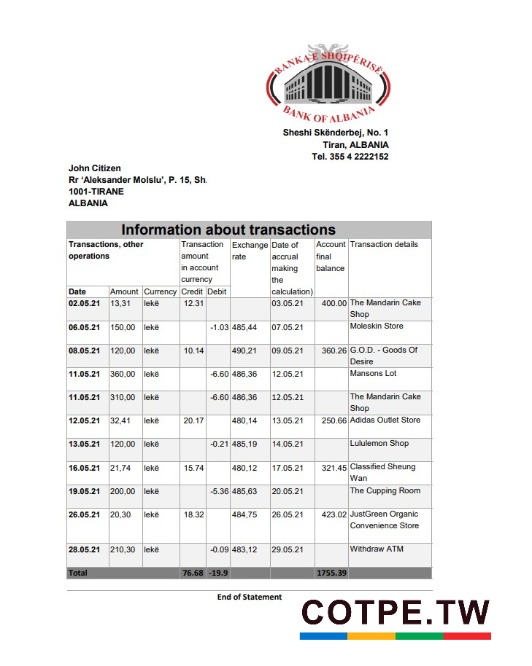 BANKA E SHQIPËRISË
BANK OF ALBANIA
Sheshi Skënderbej, No. 1
Tiran, ALBANIA
Tel. 355 4 2222152
John Citizen
Rr ‘Aleksander Moislu’, P. 15, Sh.
1001-TIRANE
ALBANIA
Information about transactions
Transactions, other operations Transaction amount in account currency Exchange rate Date of accrual making the calculation) Account final balance Transaction details
Date Amount Currency Credit Debit
02.05.21 13,31 lekë 12.31 03.05.21 400.00 The Mandarin Cake Shop
06.05.21 150,00 lekë -1.03 485,44 07.05.21 Moleskin Store
08.05.21 120,00 lekë 10.14 490,21 09.05.21 360.26 G.O.D. - Goods Of Desire
11.05.21 360,00 lekë -6.60 486,36 12.05.21 Mansons Lot
11.05.21 310,00 lekë -6.60 486,36 12.05.21 The Mandarin Cake Shop
12.05.21 32,41 lekë 20.17 480,14 13.05.21 250.66 Adidas Outlet Store
13.05.21 120,00 lekë -0.21 485,19 14.05.21 Lululemon Shop
16.05.21 21,74 lekë 15.74 480,12 17.05.21 321.45 Classified Sheung Wan
19.05.21 200,00 lekë -5.36 485,63 20.05.21 The Cupping Room
26.05.21 20,30 lekë 18.32 484,75 26.05.21 423.02 JustGreen Organic Convenience Store
28.05.21 210,30 lekë -0.09 483,12 29.05.21 Withdraw ATM
Total 76.68 -19.9 1755.39
End of Statement
COTPE.TW